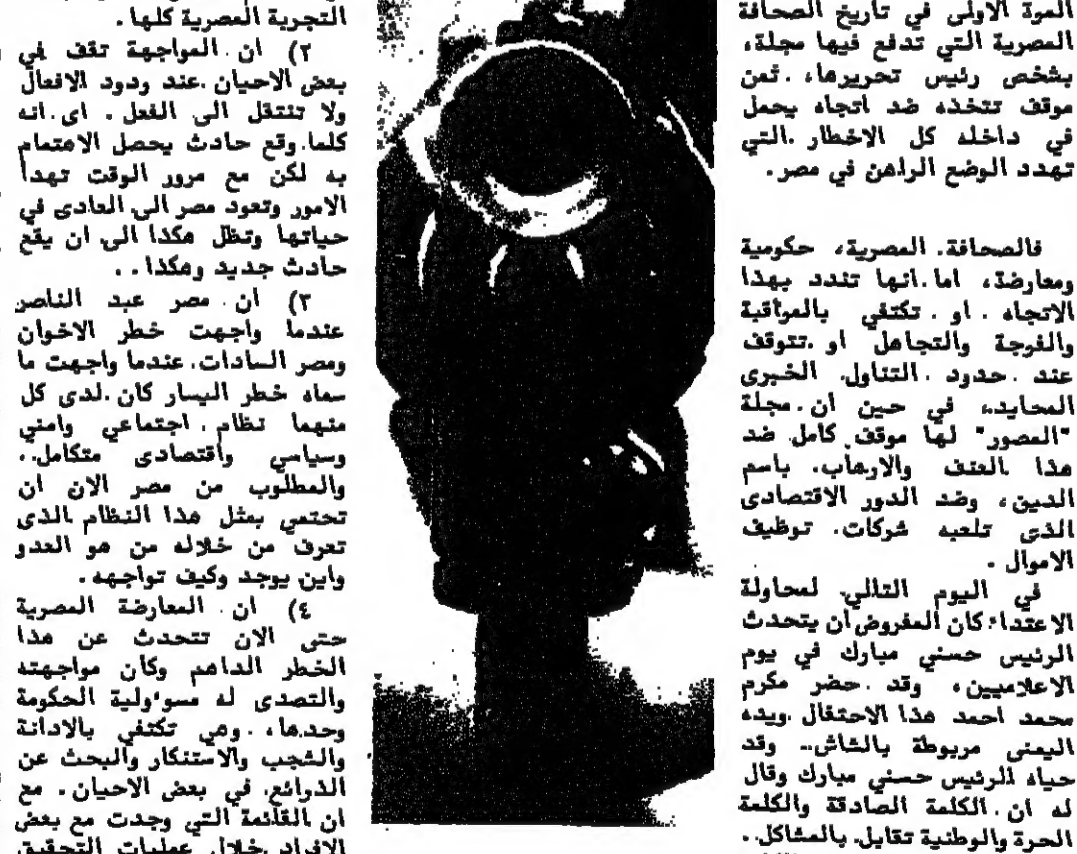 المرة الاولى في تاريخ الصحافة
المصرية التي تدفع فيها مجلة،
بشخص رئيس تحريرها، ثمن
موقف تتخذه ضد اتجاه يحمل
في داخله كل الاخطار التي
تهدد الوضع الراهن في مصر.
فالصحافة المصرية، حكومية
ومعارضة، اما انها تندد بهذا
الاتجاه او تكتفي بالمراقبة
والفرجة والتجاهل او تتوقف
عند حدود التناول الخبرى
المحايد، في حين ان مجلة
"المصور" لها موقف كامل ضد
هذا العنف والارهاب باسم
الدين، وضد الدور الاقتصادى
الذى تلعبه شركات توظيف
الاموال.
في اليوم التالي لمحاولة
الاعتداء كان المفروض أن يتحدث
الرئيس حسني مبارك في يوم
الاعلاميين، وقد حضر مكرم
محمد احمد هذا الاحتفال ويده
اليمنى مربوطة بالشاش.. وقد
حياه الرئيس حسني مبارك وقال
له ان الكلمة الصادقة والكلمة
الحرة والوطنية تقابل بالمشاكل..
التجربة المصرية كلها.
٢) ان المواجهة تقف في
بعض الاحيان عند ردود الافعال
ولا تنتقل الى الفعل. اى انه
كلما وقع حادث يحصل الاهتمام
به لكن مع مرور الوقت تهدأ
الامور وتعود مصر الى العادى في
حياتها وتظل هكذا الى ان يقع
حادث جديد وهكذا..
٣) ان مصر عبد الناصر
عندما واجهت خطر الاخوان
ومصر السادات عندما واجهت ما
سماه خطر اليسار كان لدى كل
منهما نظام اجتماعي وامني
وسياسي واقتصادى متكامل.
والمطلوب من مصر الان ان
تحتمي بمثل هذا النظام الذى
تعرف من خلاله من هو العدو
واين يوجد وكيف تواجهه.
٤) ان المعارضة المصرية
حتى الان تتحدث عن هذا
الخطر الداهم وكأن مواجهته
والتصدى له مسوءولية الحكومة
وحدها، وهي تكتفي بالادانة
والشجب والاستنكار والبحث عن
الذرائع في بعض الاحيان. مع
ان القائمة التي وجدت مع بعض
الافراد خلال عمليات التحقيق